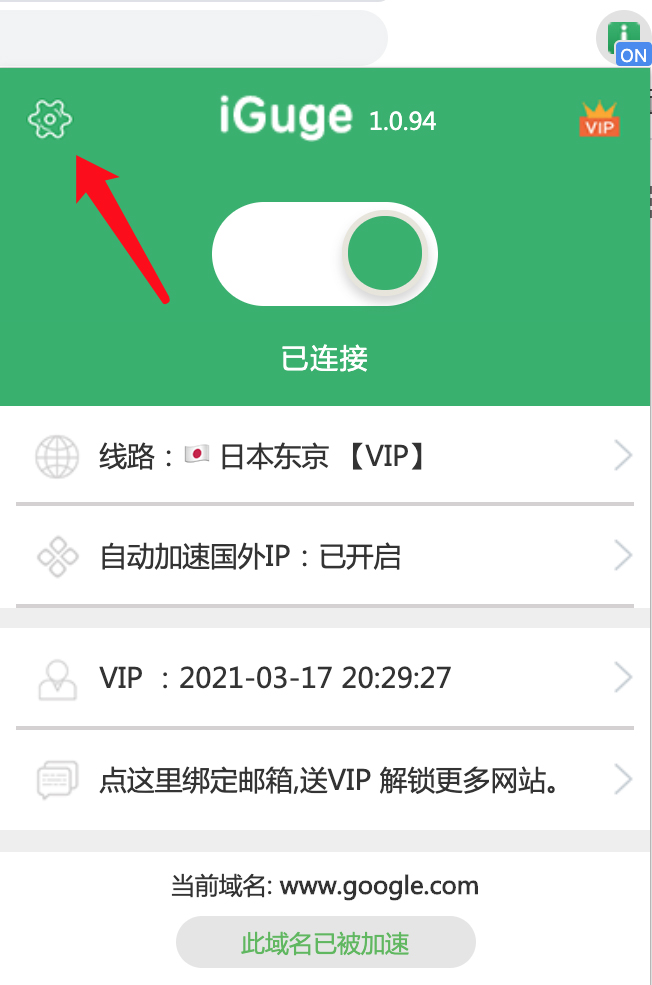 ON
iGuge 1.0.94
VIP
已连接
线路：🇯🇵 日本东京 【VIP】
自动加速国外IP：已开启
VIP ：2021-03-17 20:29:27
点这里绑定邮箱,送VIP 解锁更多网站。
当前域名: www.google.com
此域名已被加速